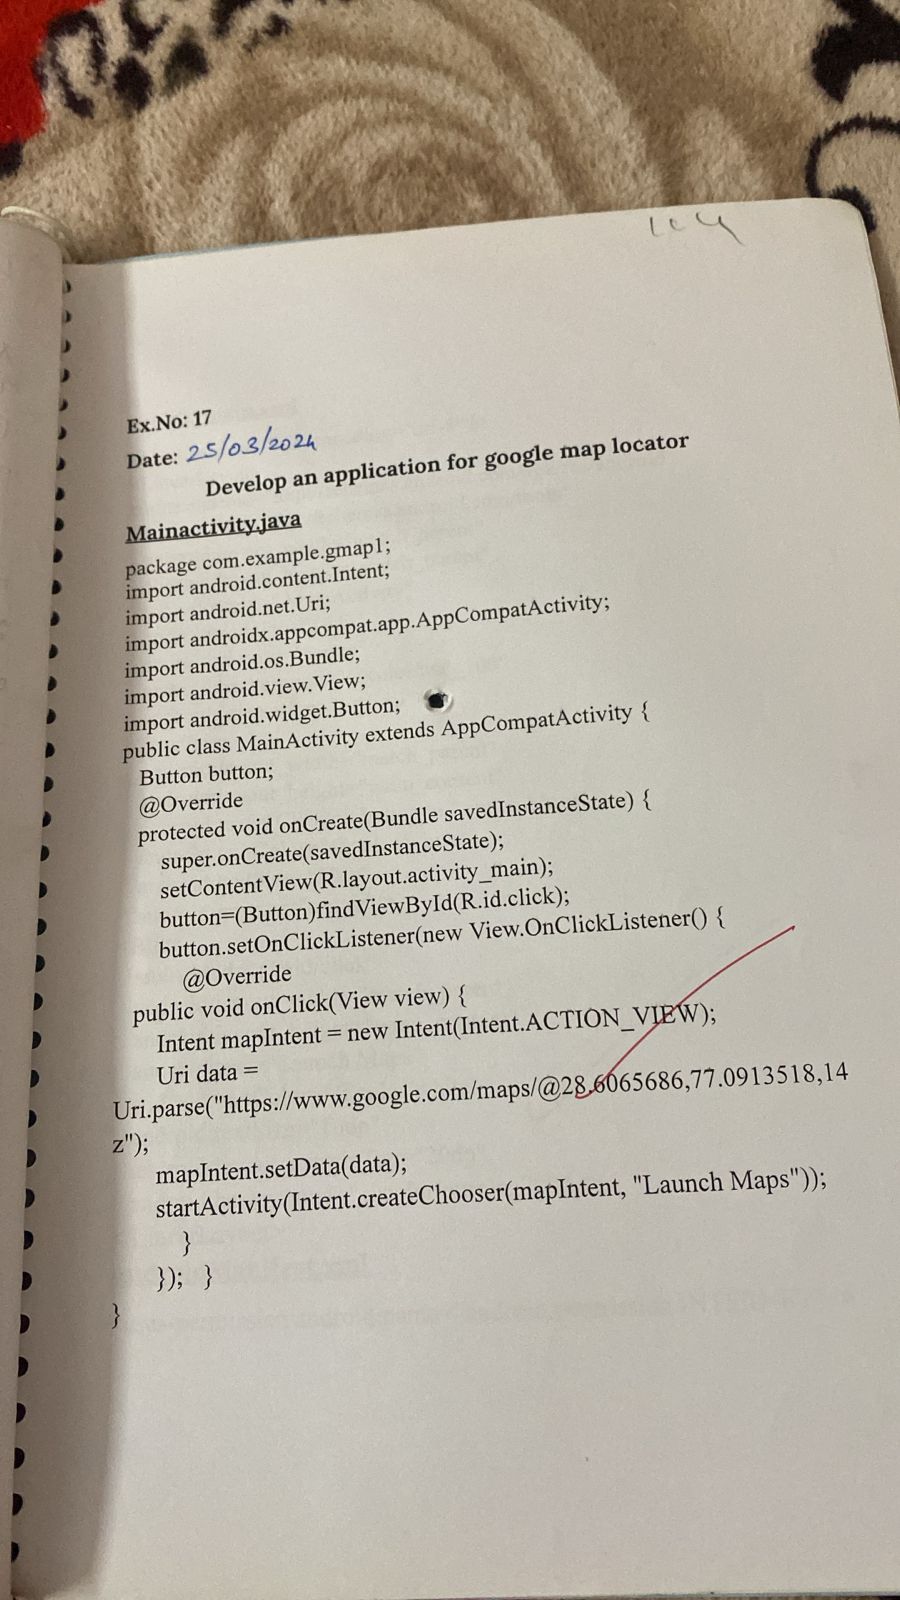 Ex.No: 17
Date: 25/03/2024
Develop an application for google map locator
Mainactivity.java
package com.example.gmap1;
import android.content.Intent;
import android.net.Uri;
import androidx.appcompat.app.AppCompatActivity;
import android.os.Bundle;
import android.view.View;
import android.widget.Button;
public class MainActivity extends AppCompatActivity {
Button button;
@Override
protected void onCreate(Bundle savedInstanceState) {
super.onCreate(savedInstanceState);
setContentView(R.layout.activity_main);
button=(Button)findViewById(R.id.click);
button.setOnClickListener(new View.OnClickListener() {
@Override
public void onClick(View view) {
Intent mapIntent = new Intent(Intent.ACTION_VIEW);
Uri data =
Uri.parse("https://www.google.com/maps/@28.6065686,77.0913518,14
z");
mapIntent.setData(data);
startActivity(Intent.createChooser(mapIntent, "Launch Maps"));
}
}); }
}